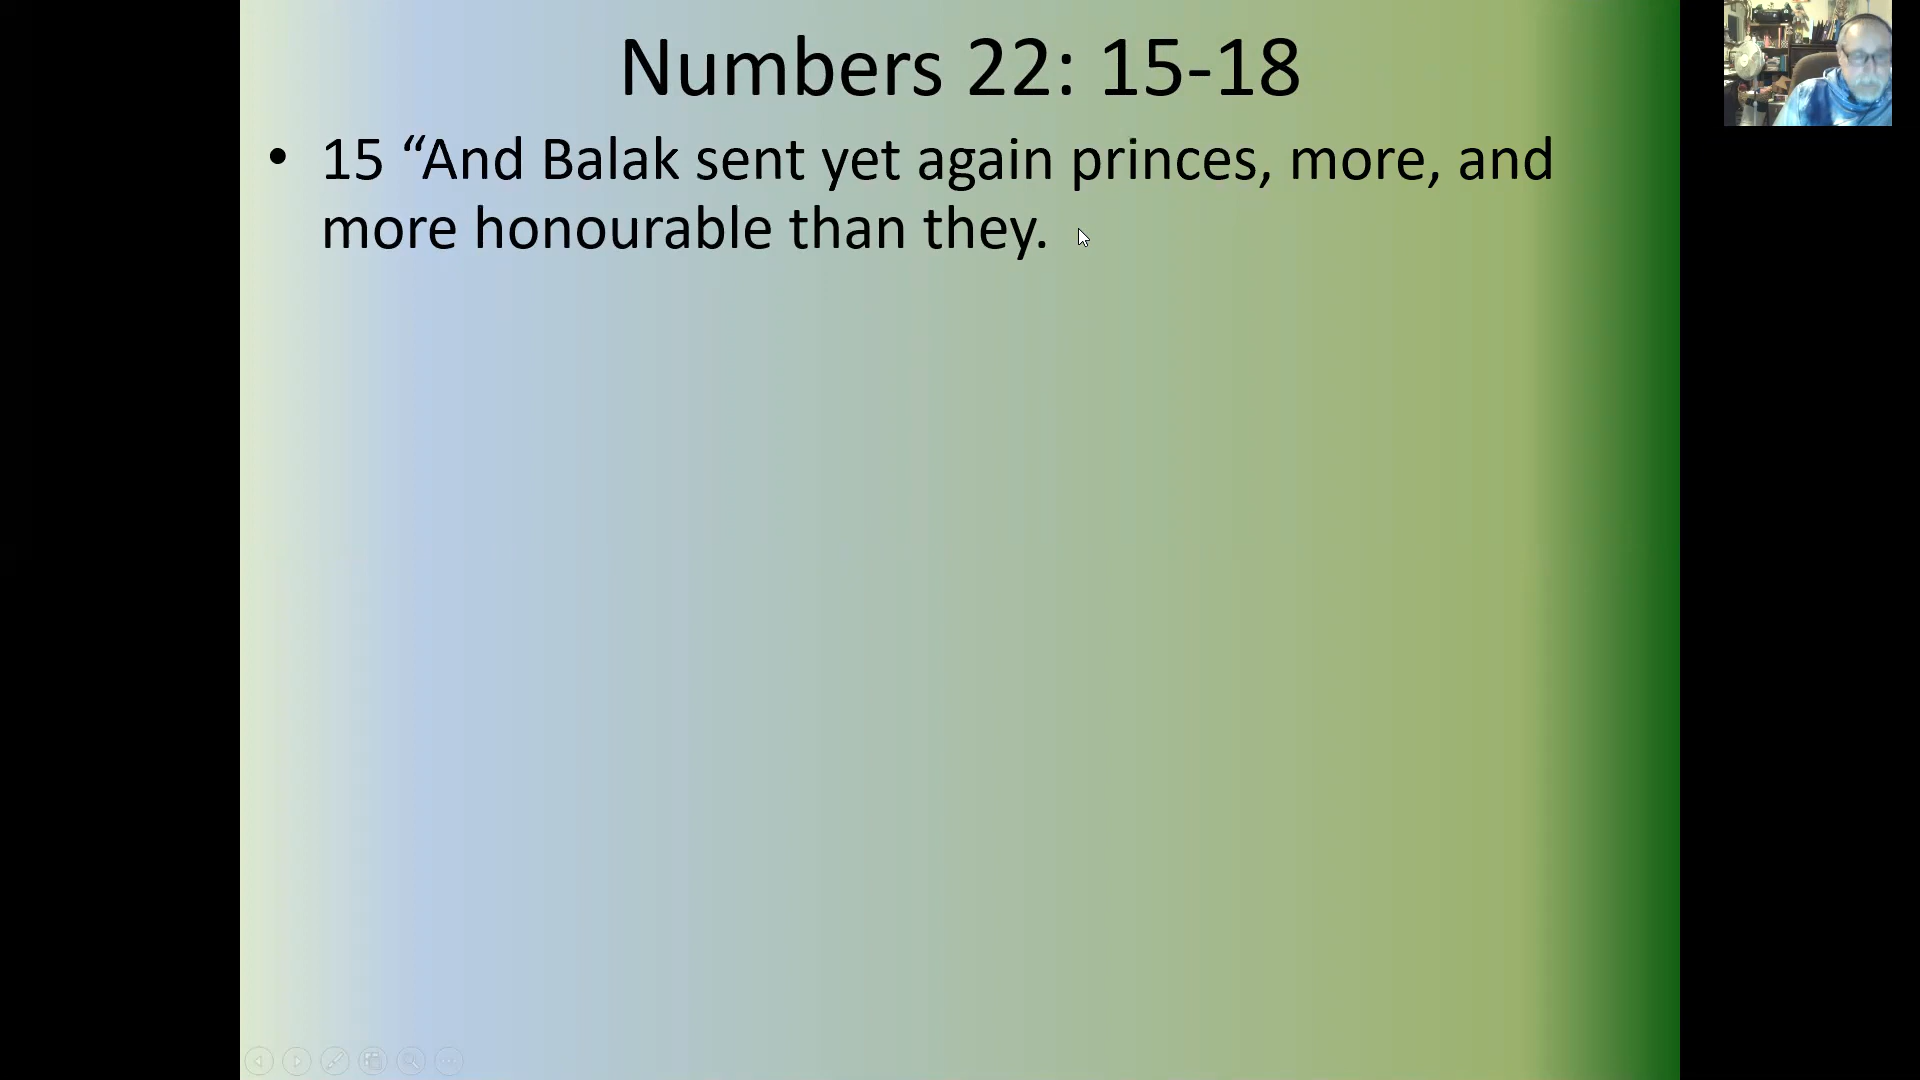 Numbers 22: 15-18
• 15 “And Balak sent yet again princes, more, and
more honourable than they.